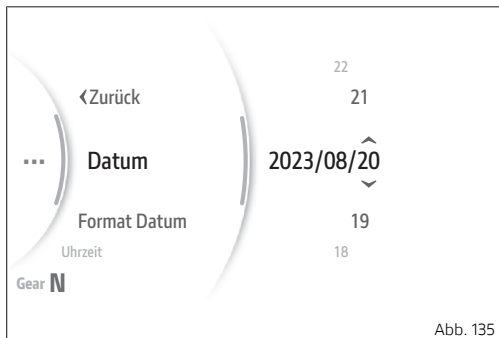 22
‹Zurück 21
... Datum 2023/08/20
Format Datum 19
Uhrzeit 18
Gear N
Abb. 135